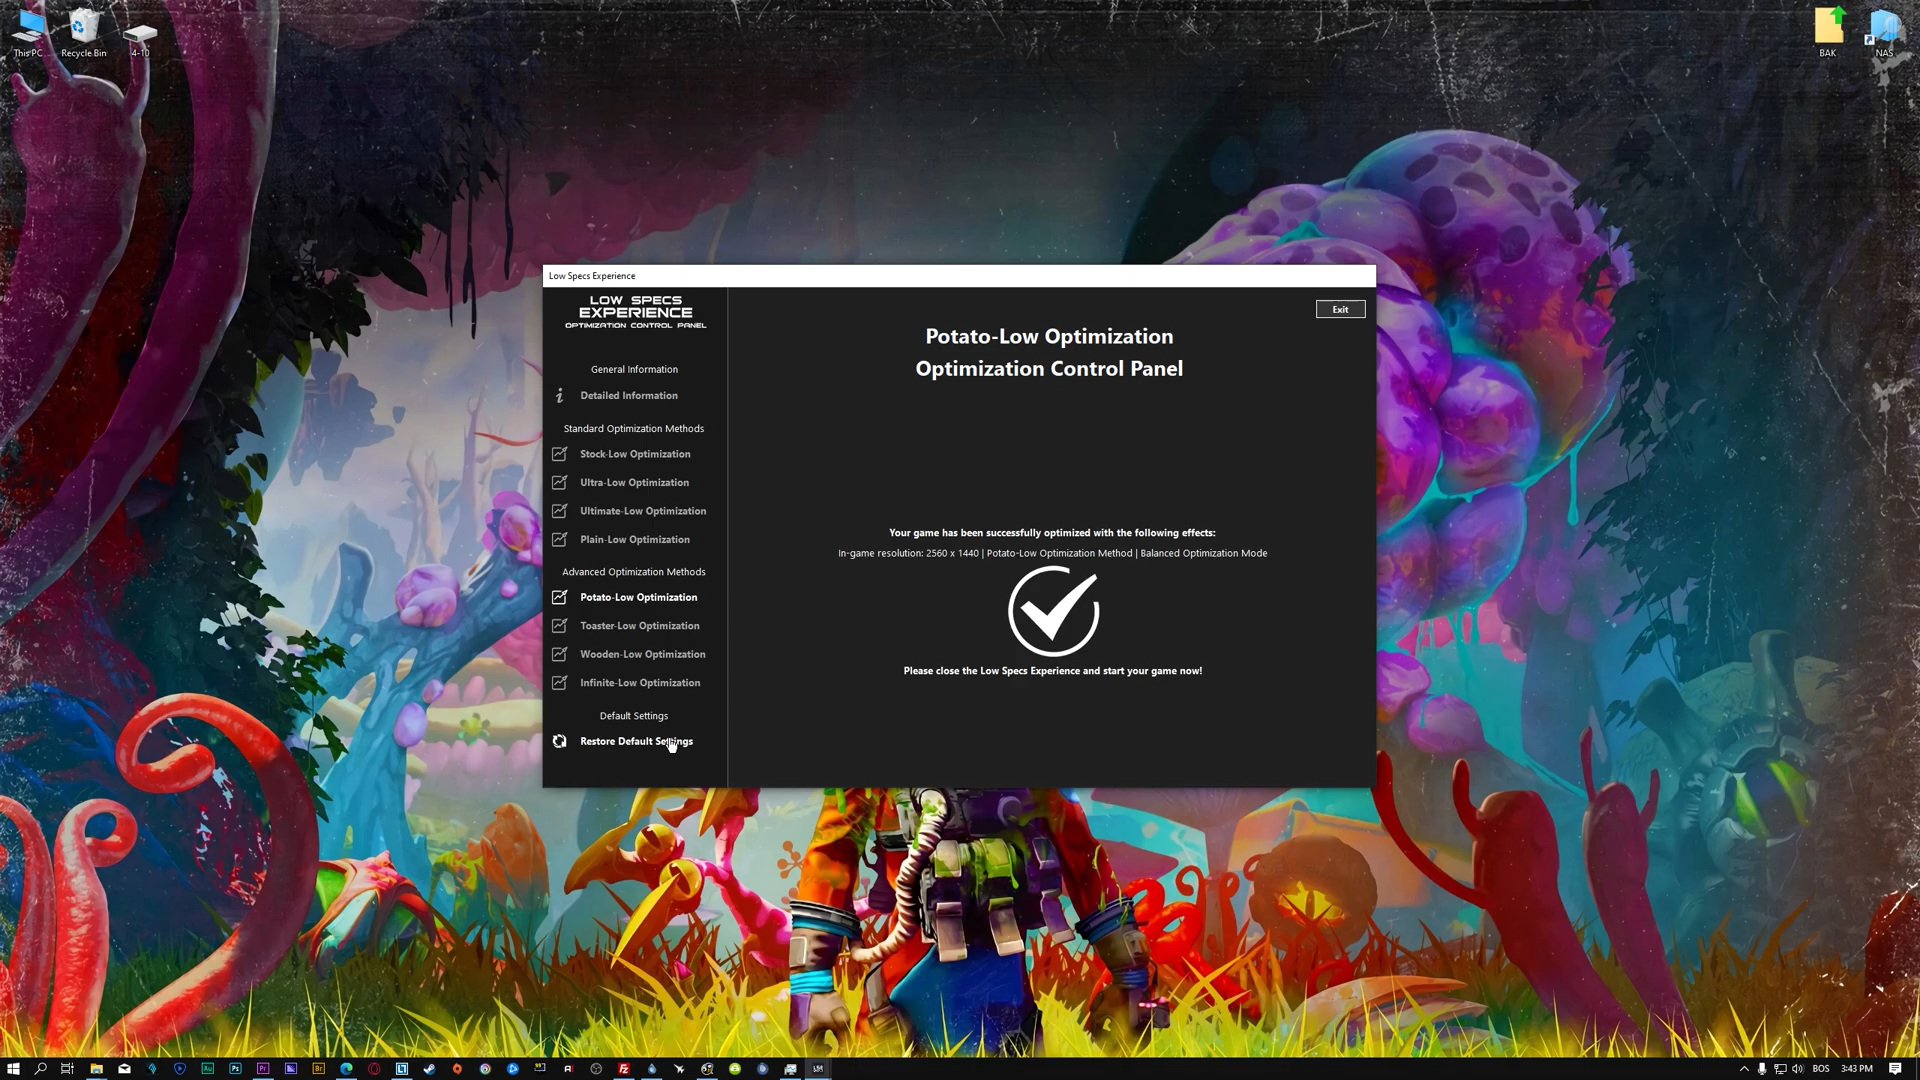 This PC
Recycle Bin
4-10
BAK
NAS
Low Specs Experience
LOW SPECS
EXPERIENCE
OPTIMIZATION CONTROL PANEL
General Information
Detailed Information
Standard Optimization Methods
Stock-Low Optimization
Ultra-Low Optimization
Ultimate-Low Optimization
Plain-Low Optimization
Advanced Optimization Methods
Potato-Low Optimization
Toaster-Low Optimization
Wooden-Low Optimization
Infinite-Low Optimization
Default Settings
Restore Default Settings
Exit
Potato-Low Optimization
Optimization Control Panel
Your game has been successfully optimized with the following effects:
In-game resolution: 2560 x 1440 | Potato-Low Optimization Method | Balanced Optimization Mode
Please close the Low Specs Experience and start your game now!
Au
Ps
Pr
Br
Fz
BOS
3:43 PM